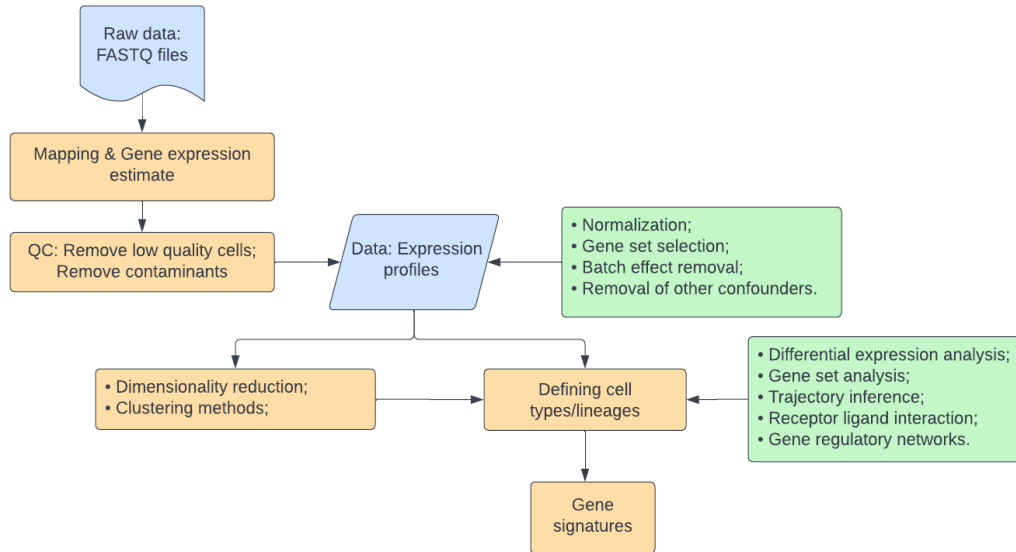 Raw data:
FASTQ files
Mapping & Gene expression
estimate
QC: Remove low quality cells;
Remove contaminants
Data: Expression
profiles
• Normalization;
• Gene set selection;
• Batch effect removal;
• Removal of other confounders.
• Dimensionality reduction;
• Clustering methods;
Defining cell
types/lineages
• Differential expression analysis;
• Gene set analysis;
• Trajectory inference;
• Receptor ligand interaction;
• Gene regulatory networks.
Gene
signatures